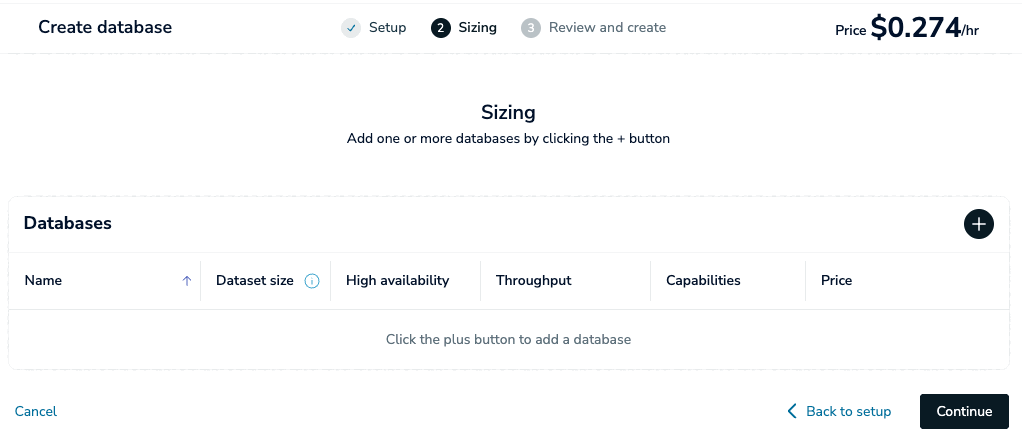 Create database
Setup
2 Sizing
3 Review and create
Price $0.274/hr
Sizing
Add one or more databases by clicking the + button
Databases
Name Dataset size High availability Throughput Capabilities Price
Click the plus button to add a database
Cancel
Back to setup
Continue